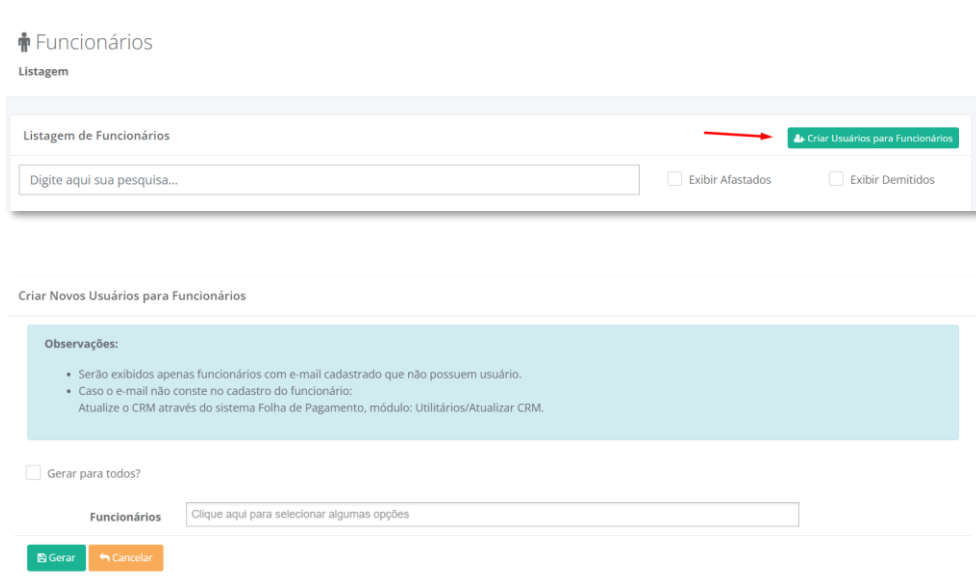 Funcionários
Listagem
Listagem de Funcionários
Criar Usuários para Funcionários
Digite aqui sua pesquisa...
Exibir Afastados
Exibir Demitidos
Criar Novos Usuários para Funcionários
Observações:
• Serão exibidos apenas funcionários com e-mail cadastrado que não possuem usuário.
• Caso o e-mail não conste no cadastro do funcionário:
Atualize o CRM através do sistema Folha de Pagamento, módulo: Utilitários/Atualizar CRM.
Gerar para todos?
Funcionários
Clique aqui para selecionar algumas opções
Gerar
Cancelar